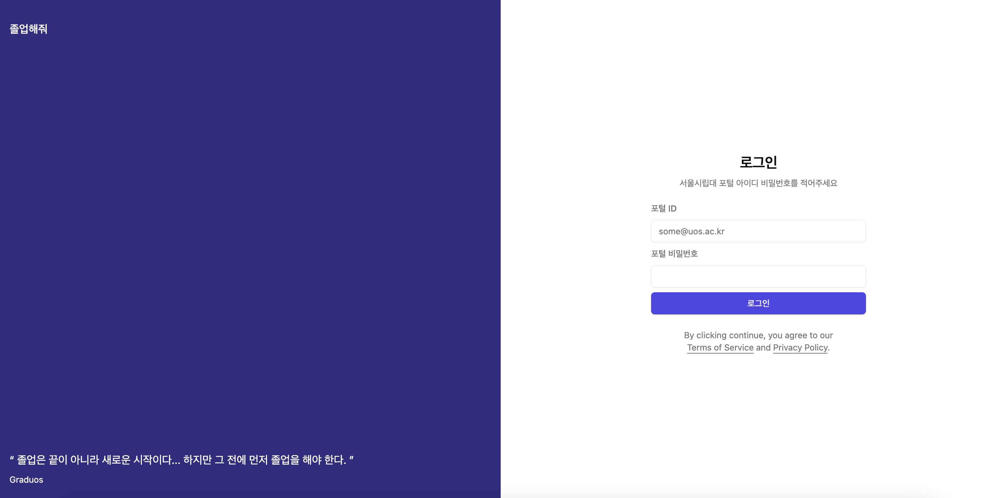 졸업해줘
“ 졸업은 끝이 아니라 새로운 시작이다... 하지만 그 전에 먼저 졸업을 해야 한다. ”
Graduos
로그인
서울시립대 포털 아이디 비밀번호를 적어주세요
포털 ID
some@uos.ac.kr
포털 비밀번호
로그인
By clicking continue, you agree to our
Terms of Service and Privacy Policy.